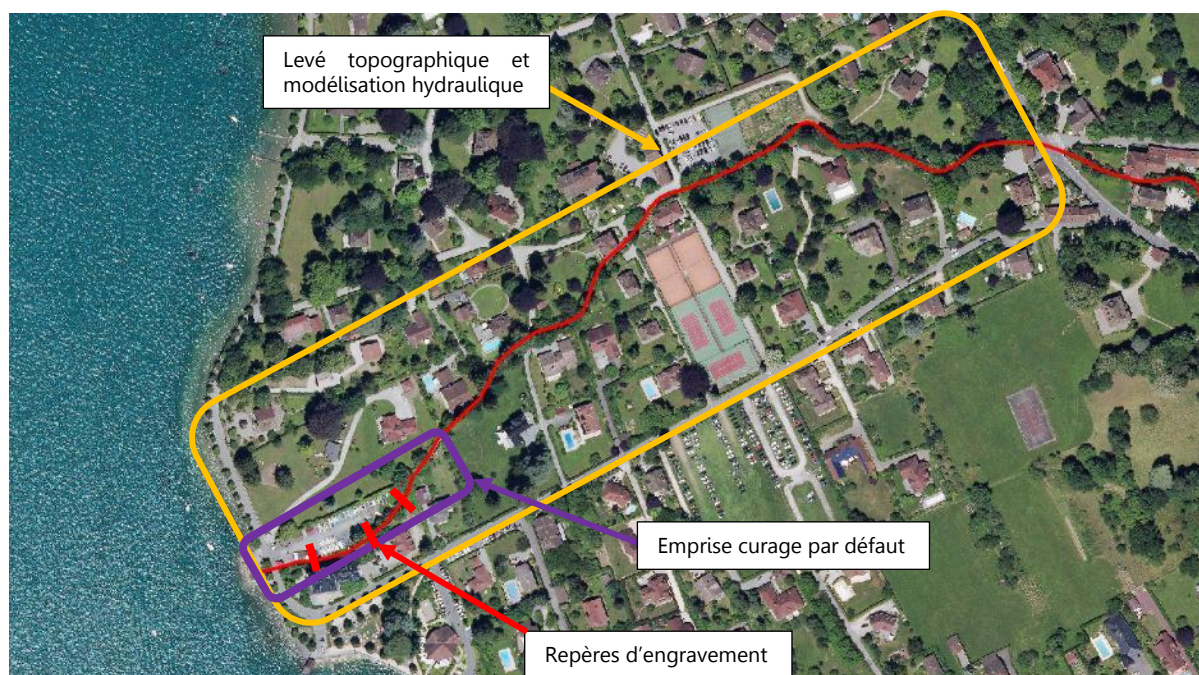 Levé topographique et
modélisation hydraulique
Emprise curage par défaut
Repères d’engravement